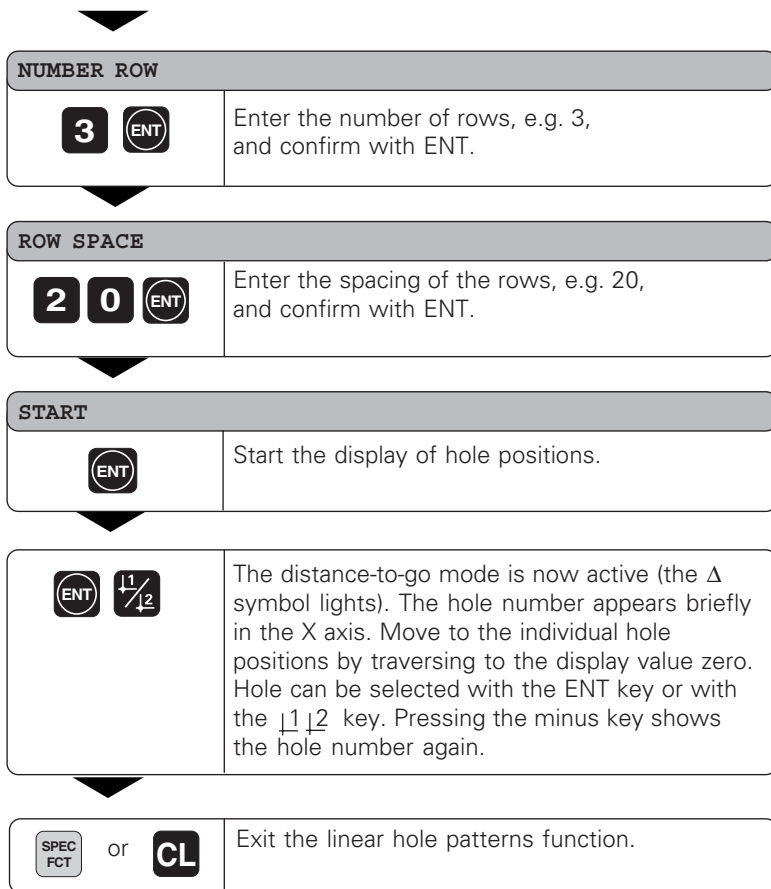 NUMBER ROW
3 ENT
Enter the number of rows, e.g. 3,
and confirm with ENT.
ROW SPACE
2 0 ENT
Enter the spacing of the rows, e.g. 20,
and confirm with ENT.
START
ENT
Start the display of hole positions.
ENT 1/2
The distance-to-go mode is now active (the Δ
symbol lights). The hole number appears briefly
in the X axis. Move to the individual hole
positions by traversing to the display value zero.
Hole can be selected with the ENT key or with
the 1 2 key. Pressing the minus key shows
the hole number again.
SPEC
FCT
or CL
Exit the linear hole patterns function.